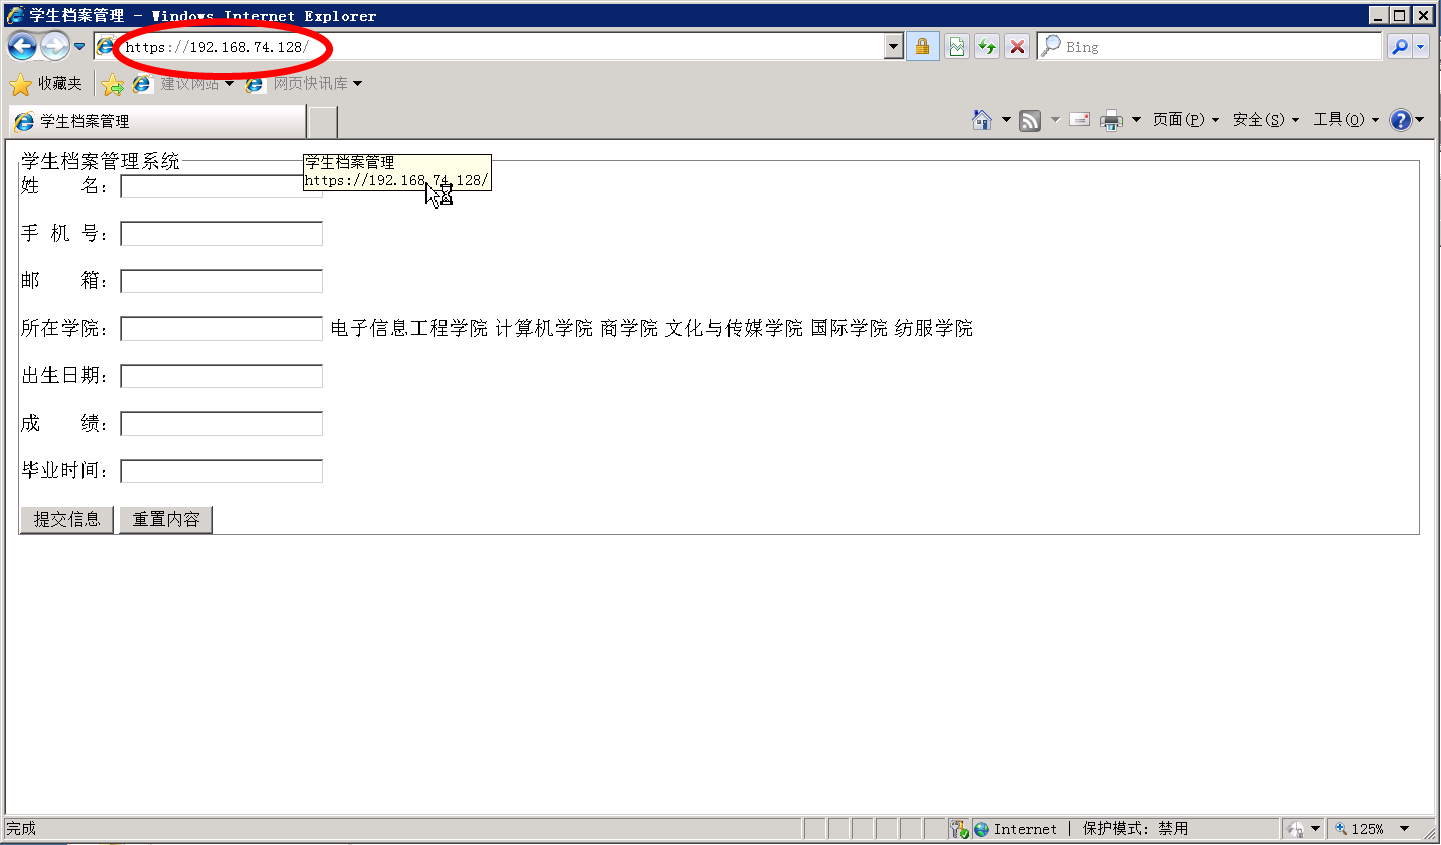 学生档案管理 - Windows Internet Explorer
https://192.168.74.128/
Bing
收藏夹 建议网站 网页快讯库
学生档案管理
页面(P) 安全(S) 工具(O)
学生档案管理系统
学生档案管理
https://192.168.74.128/
姓 名：
手 机 号：
邮 箱：
所在学院： 电子信息工程学院 计算机学院 商学院 文化与传媒学院 国际学院 纺服学院
出生日期：
成 绩：
毕业时间：
提交信息 重置内容
完成 Internet | 保护模式: 禁用 125%